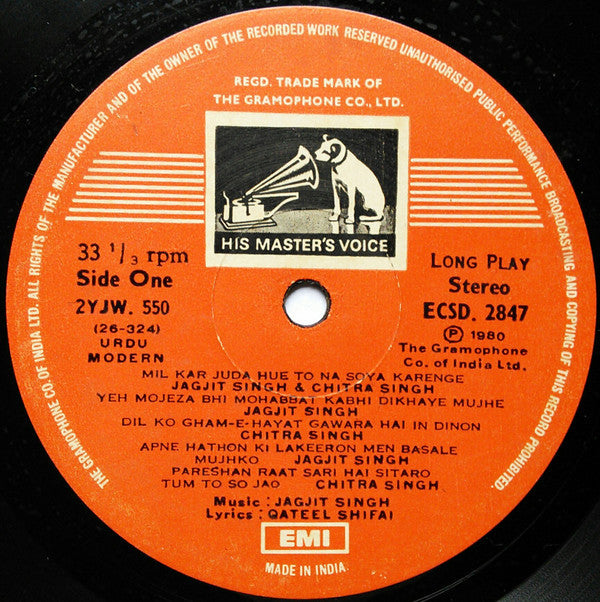 THE GRAMOPHONE CO. OF INDIA LTD. ALL RIGHTS OF THE MANUFACTURER AND OF THE OWNER OF THE RECORDED WORK RESERVED UNAUTHORISED PUBLIC PERFORMANCE BROADCASTING AND COPYING OF THIS RECORD PROHIBITED
REGD. TRADE MARK OF
THE GRAMOPHONE CO., LTD.
HIS MASTER'S VOICE
33 1/3 rpm
Side One
2YJW. 550
(26-324)
URDU
MODERN
LONG PLAY
Stereo
ECSD. 2847
Ⓟ 1980
The Gramophone
Co. of India Ltd.
MIL KAR JUDA HUE TO NA SOYA KARENGE
JAGJIT SINGH & CHITRA SINGH
YEH MOJEZA BHI MOHABBAT KABHI DIKHAYE MUJHE
JAGJIT SINGH
DIL KO GHAM-E-HAYAT GAWARA HAI IN DINON
CHITRA SINGH
APNE HATHON KI LAKEERON MEN BASALE
MUJHKO JAGJIT SINGH
PARESHAN RAAT SARI HAI SITARO
TUM TO SO JAO CHITRA SINGH
Music : JAGJIT SINGH
Lyrics : QATEEL SHIFAI
EMI
MADE IN INDIA